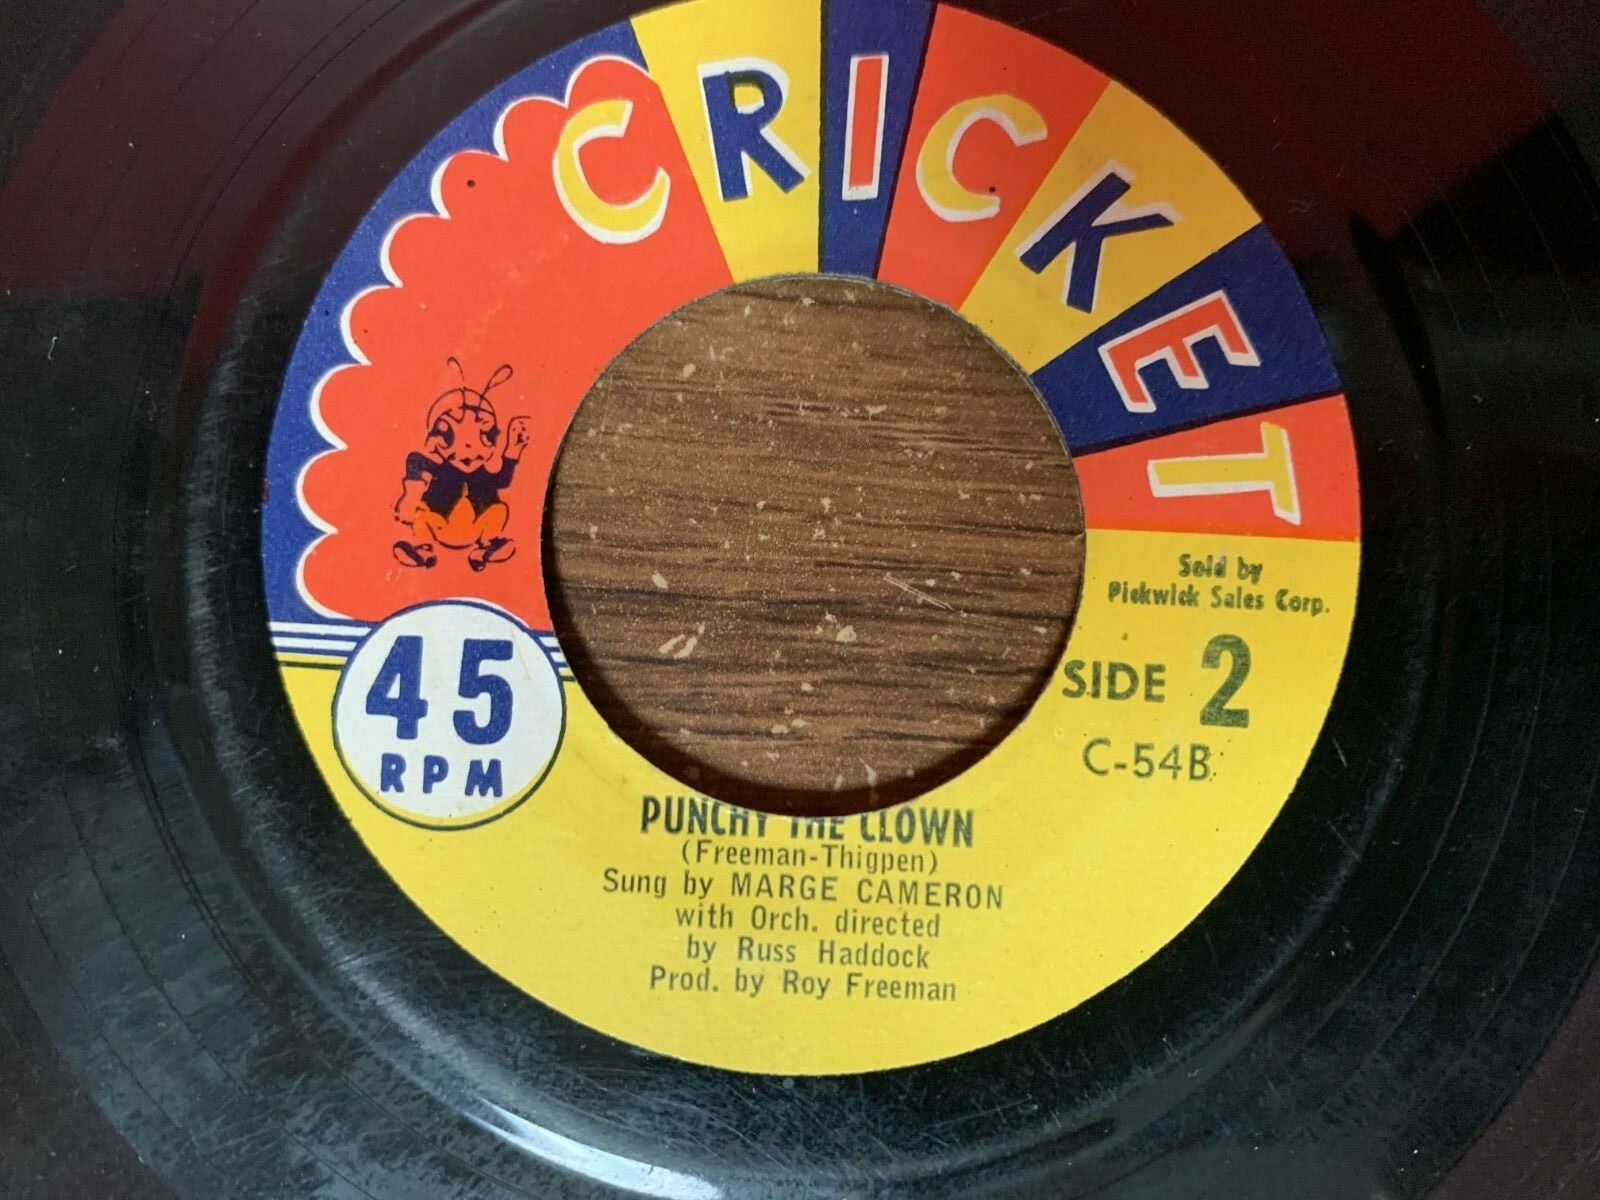 CRICKET
Sold by
Pickwick Sales Corp.
SIDE 2
C-54B
45
RPM
PUNCHY THE CLOWN
(Freeman-Thigpen)
Sung by MARGE CAMERON
with Orch. directed
by Russ Haddock
Prod. by Roy Freeman